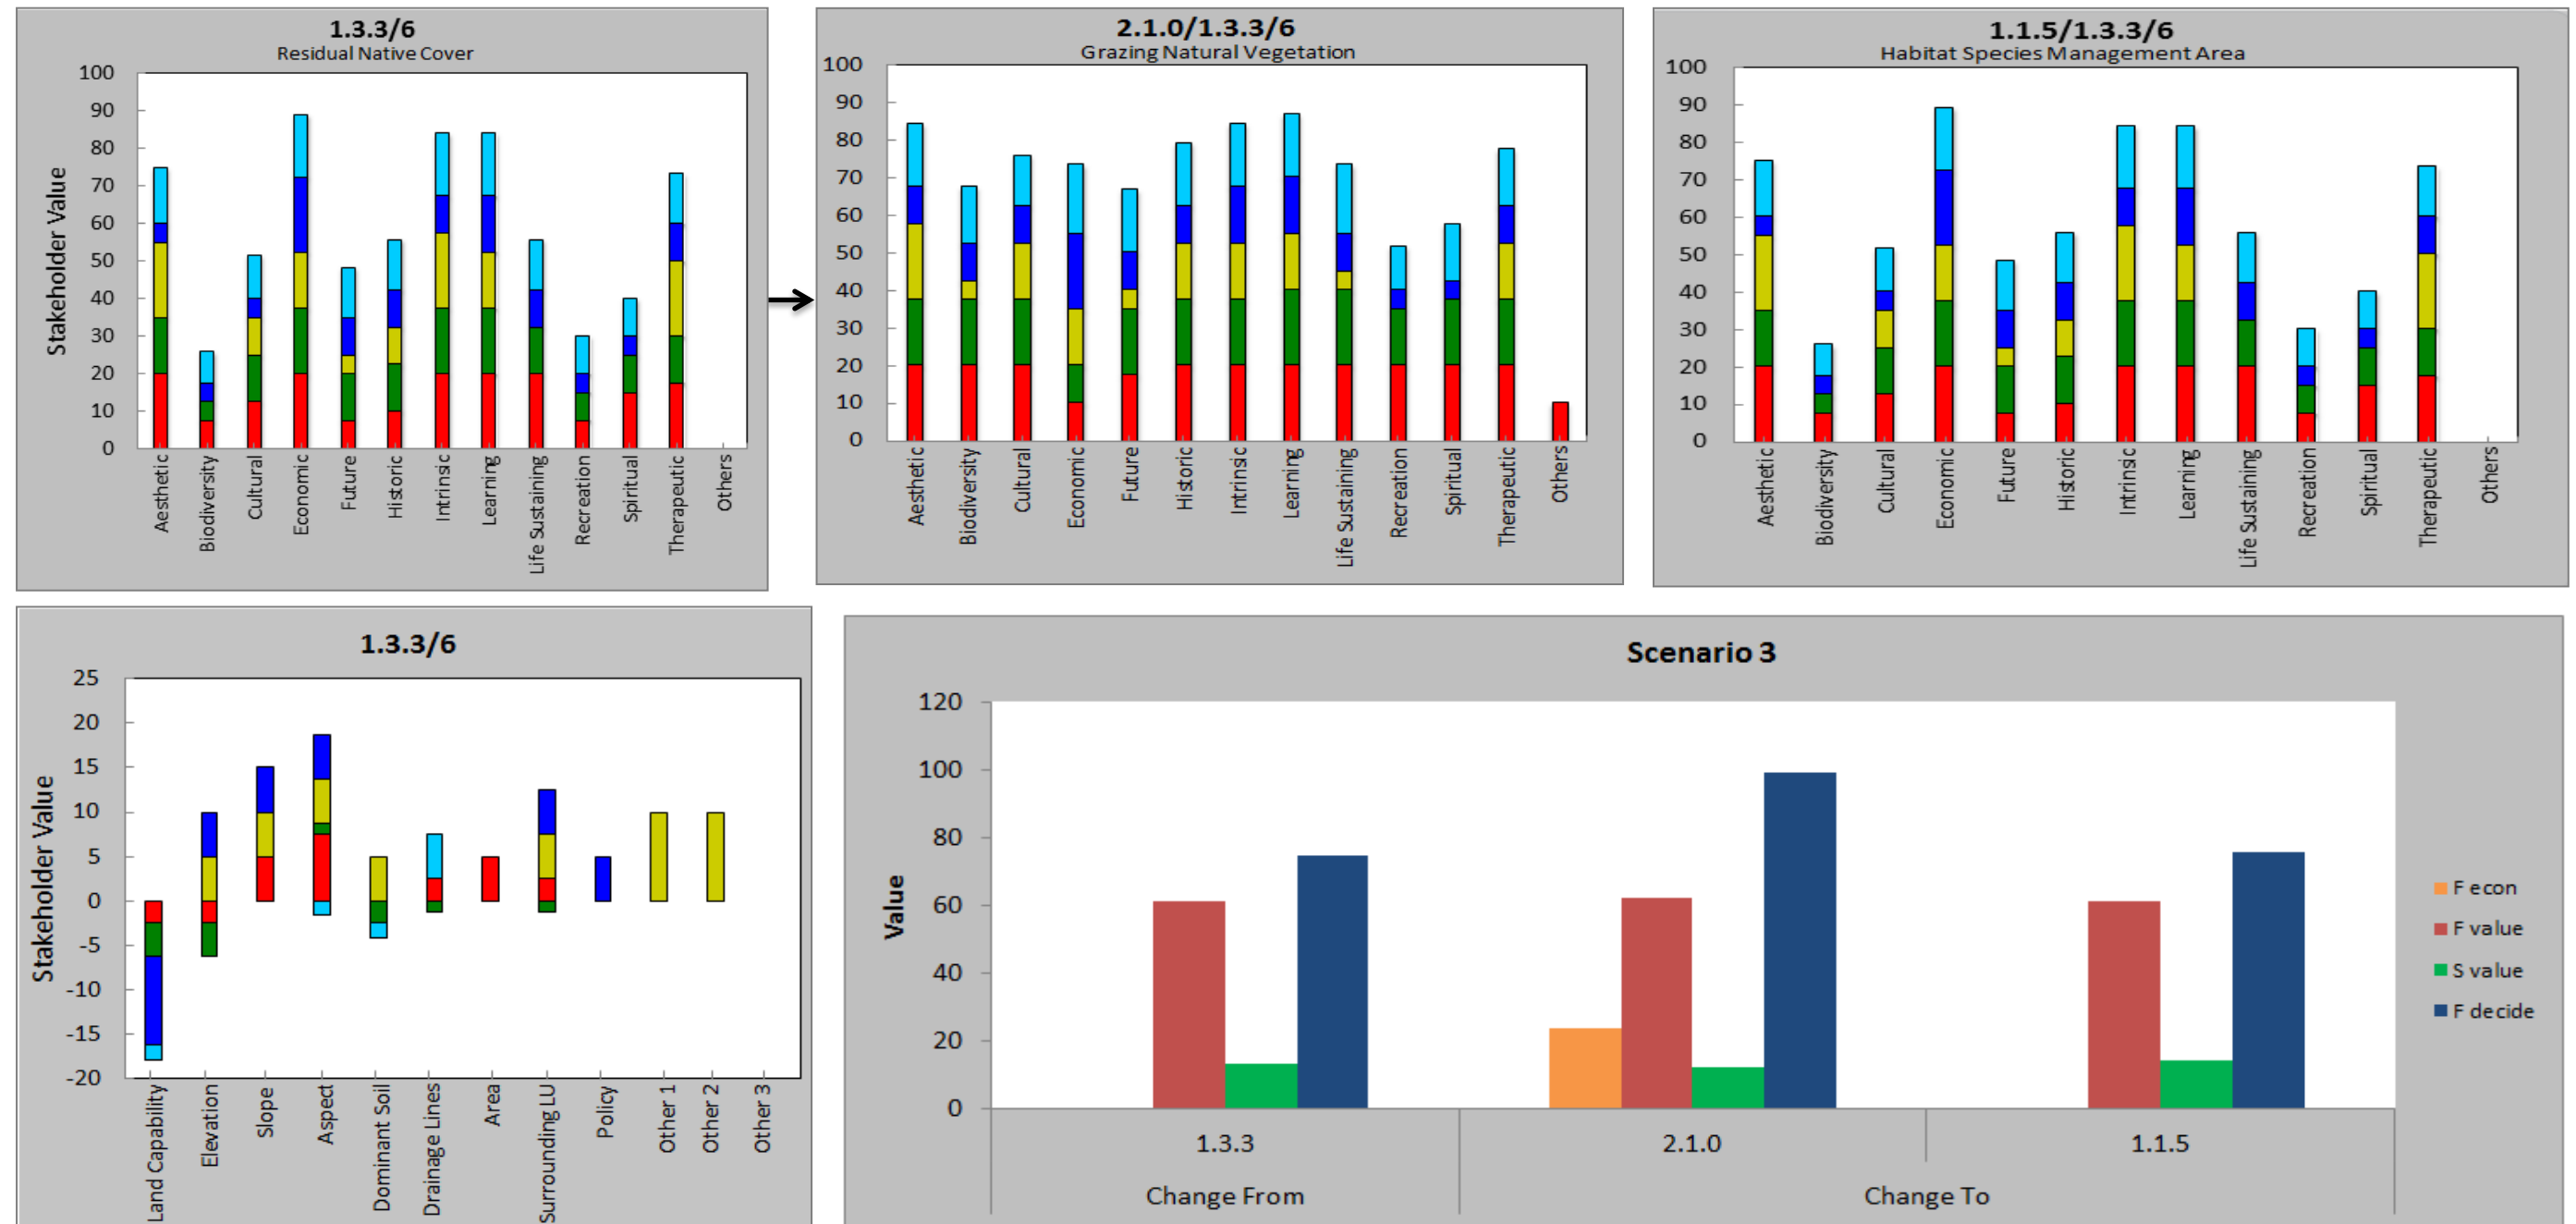 1.3.3/6
Residual Native Cover
Stakeholder Value
100
90
80
70
60
50
40
30
20
10
0
Aesthetic
Biodiversity
Cultural
Economic
Future
Historic
Intrinsic
Learning
Life Sustaining
Recreation
Spiritual
Therapeutic
Others
2.1.0/1.3.3/6
Grazing Natural Vegetation
100
90
80
70
60
50
40
30
20
10
0
Aesthetic
Biodiversity
Cultural
Economic
Future
Historic
Intrinsic
Learning
Life Sustaining
Recreation
Spiritual
Therapeutic
Others
1.1.5/1.3.3/6
Habitat Species Management Area
100
90
80
70
60
50
40
30
20
10
0
Aesthetic
Biodiversity
Cultural
Economic
Future
Historic
Intrinsic
Learning
Life Sustaining
Recreation
Spiritual
Therapeutic
Others
1.3.3/6
Stakeholder Value
25
20
15
10
5
0
-5
-10
-15
-20
Land Capability
Elevation
Slope
Aspect
Dominant Soil
Drainage Lines
Area
Surrounding LU
Policy
Other 1
Other 2
Other 3
Scenario 3
Value
120
100
80
60
40
20
0
1.3.3
2.1.0
1.1.5
Change From
Change To
F econ
F value
S value
F decide